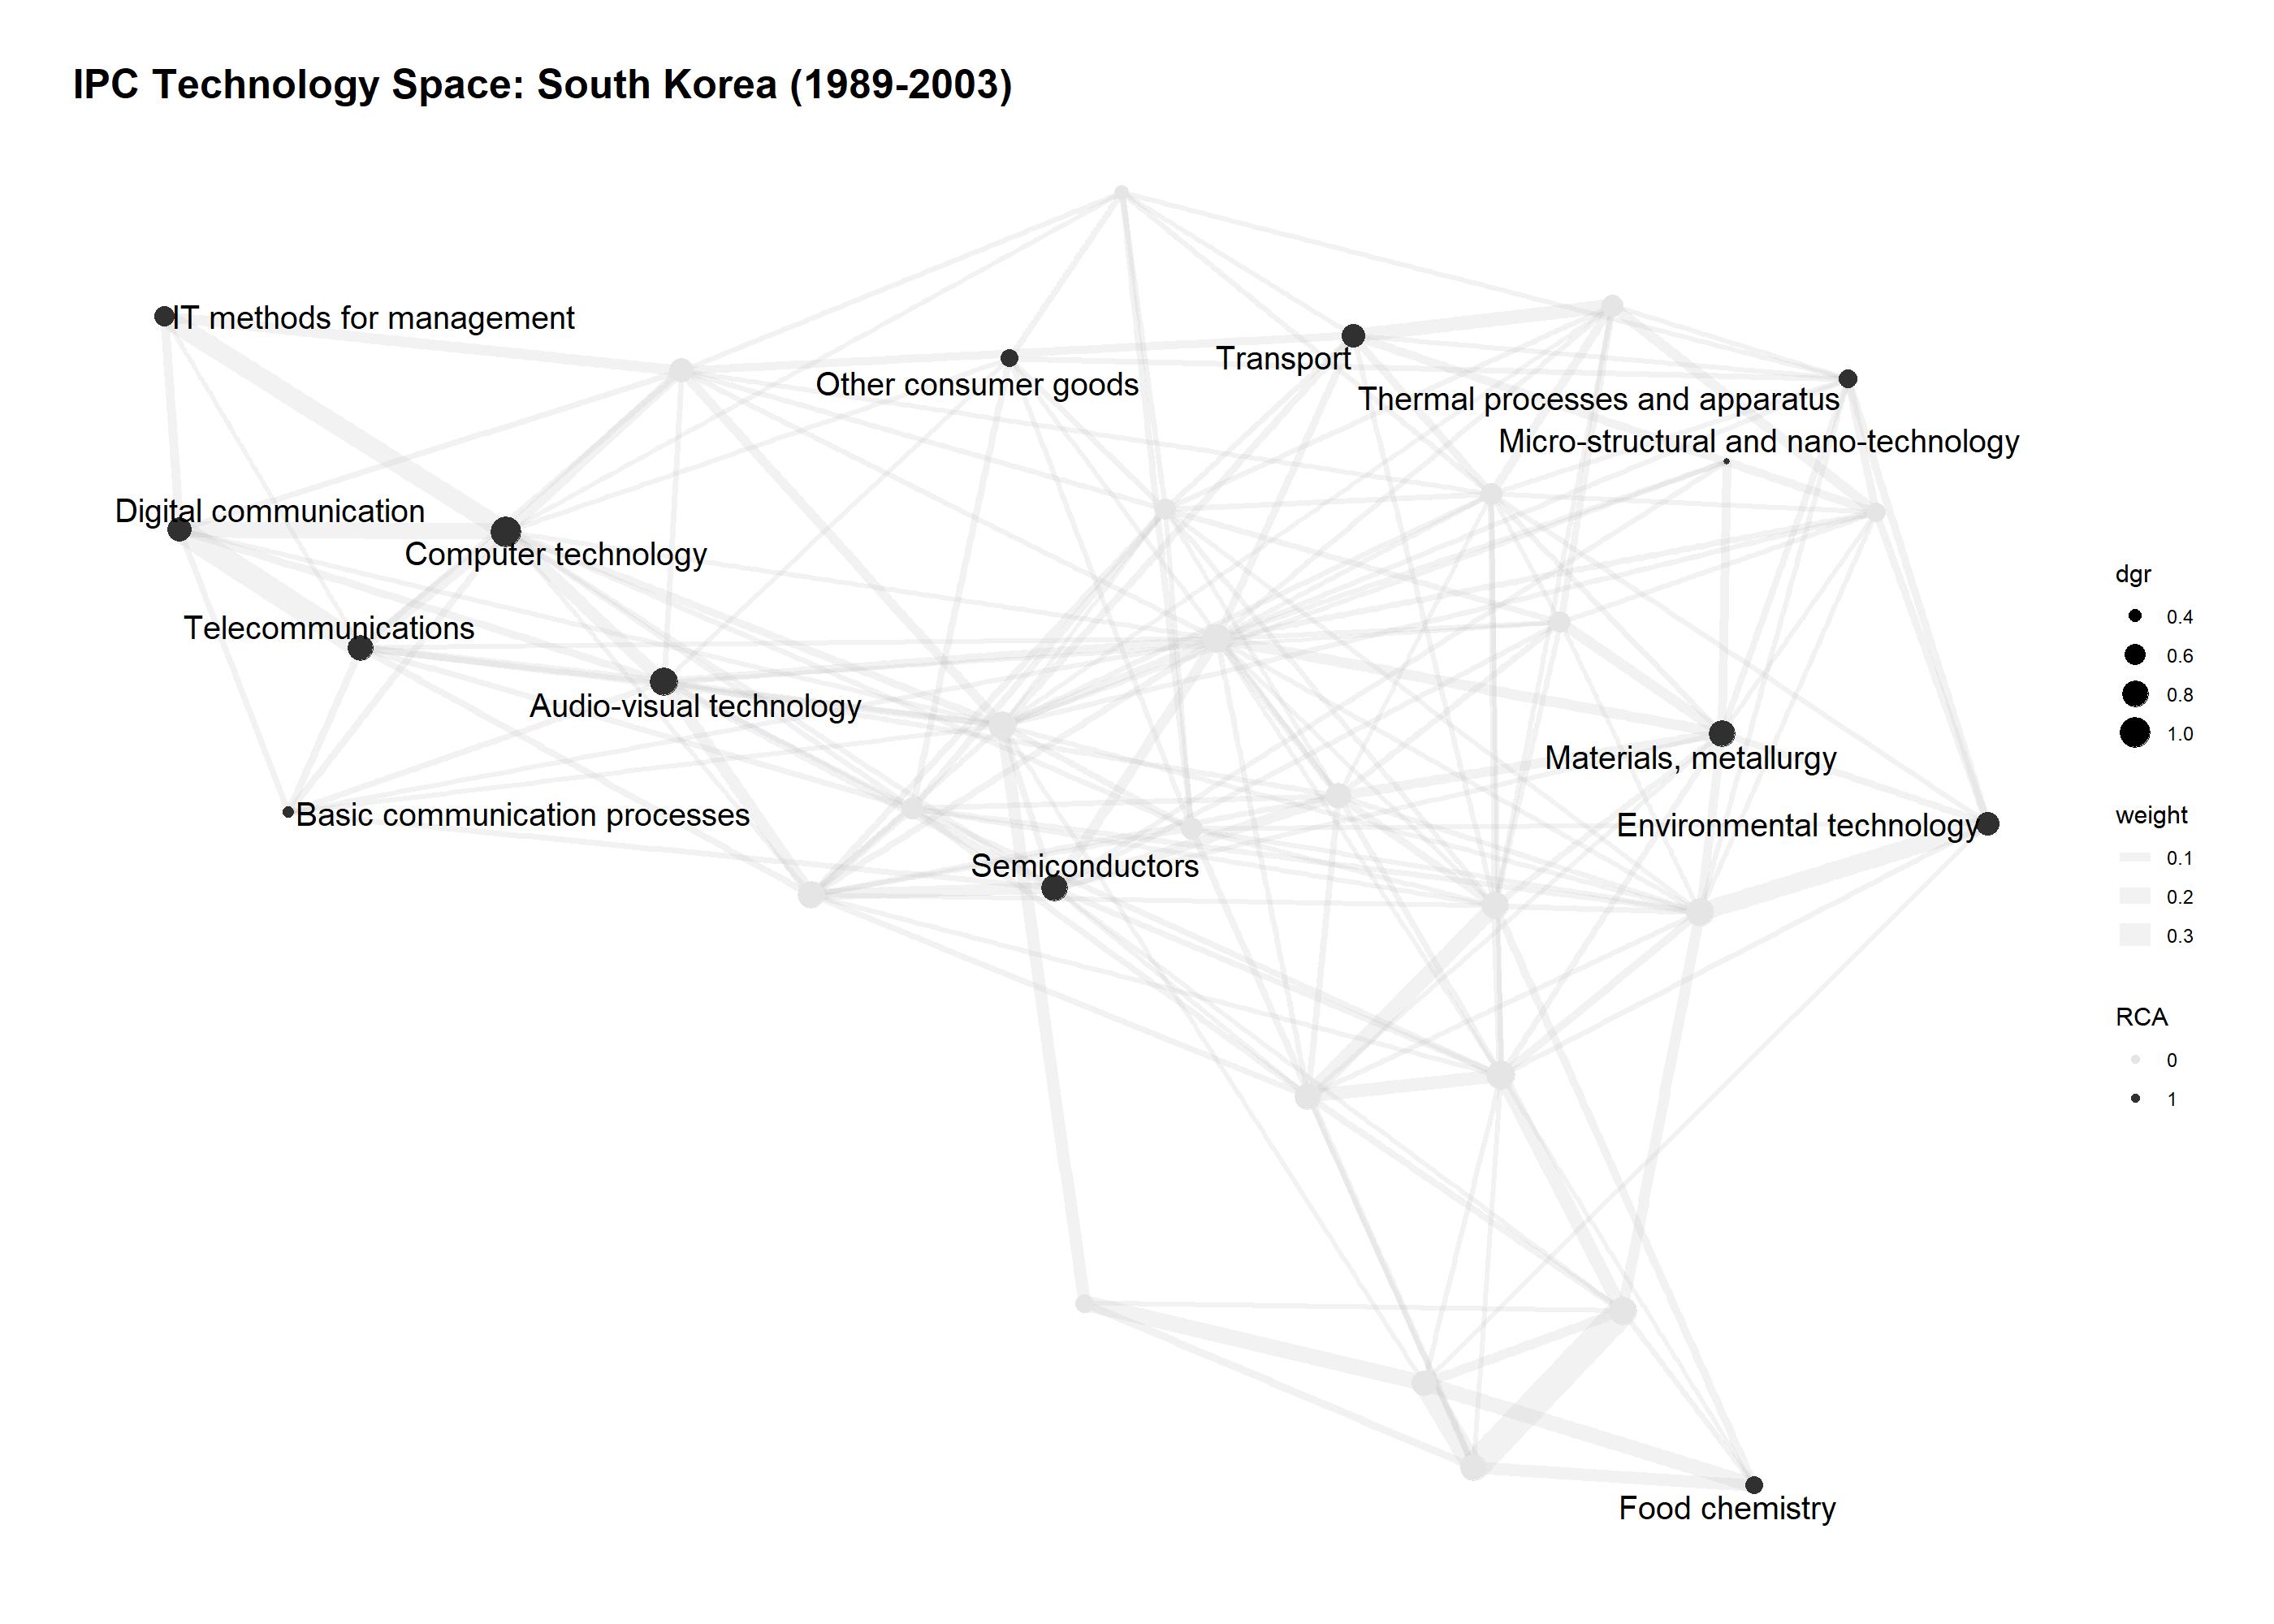 IPC Technology Space: South Korea (1989-2003)
IT methods for management
Other consumer goods
Transport
Thermal processes and apparatus
Micro-structural and nano-technology
Digital communication
Computer technology
Telecommunications
Audio-visual technology
Materials, metallurgy
Basic communication processes
Environmental technology
Semiconductors
Food chemistry
dgr
0.4
0.6
0.8
1.0
weight
0.1
0.2
0.3
RCA
0
1